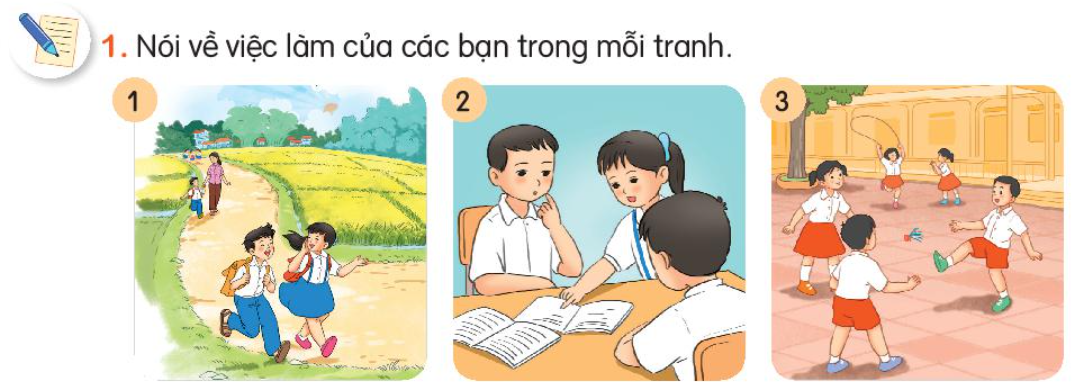 1. Nói về việc làm của các bạn trong mỗi tranh.
1
2
3